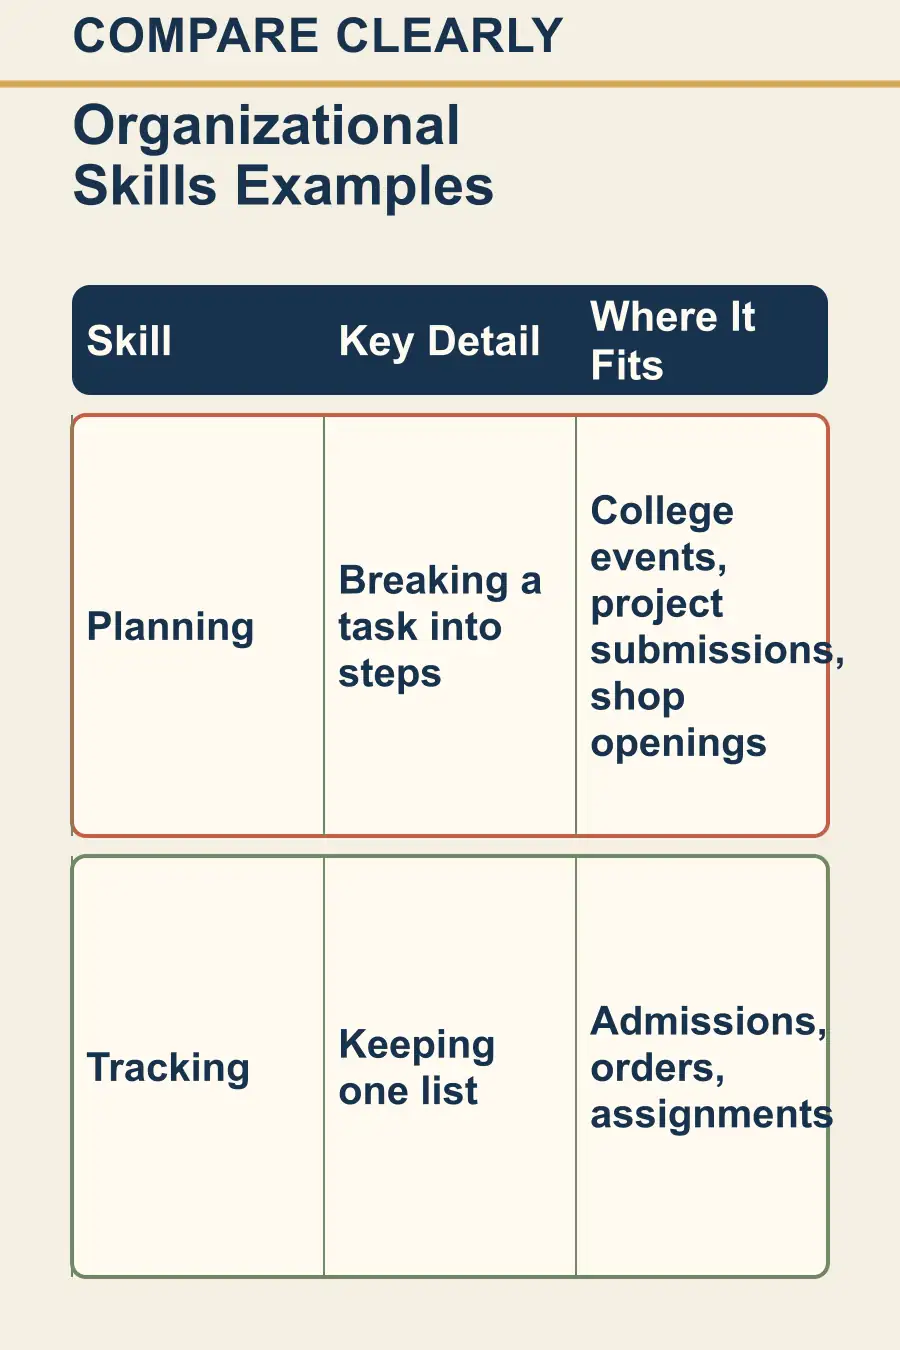 COMPARE CLEARLY
Organizational
Skills Examples
Skill
Key Detail
Where It
Fits
Planning
Breaking a
task into
steps
College
events,
project
submissions,
shop
openings
Tracking
Keeping
one list
Admissions,
orders,
assignments